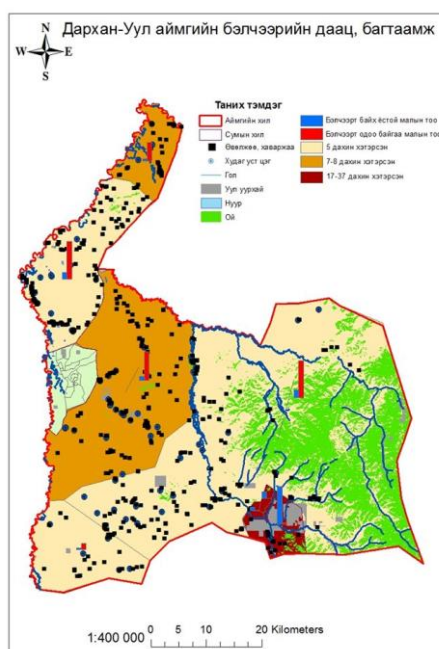 Дархан-Уул аймгийн бэлчээрийн даац, багтаамж
N
W E
S
Таних тэмдэг
Аймгийн хил
Сумын хил
Өвөлжөө, хаваржаа
Худаг уст цэг
Гол
Уул уурхай
Нуур
Ой
Бэлчээрт байх ёстой малын тоо
Бэлчээрт одоо байгаа малын тоо
5 дахин хэтэрсэн
7-8 дахин хэтэрсэн
17-37 дахин хэтэрсэн
1:400 000
0 5 10 20 Kilometers